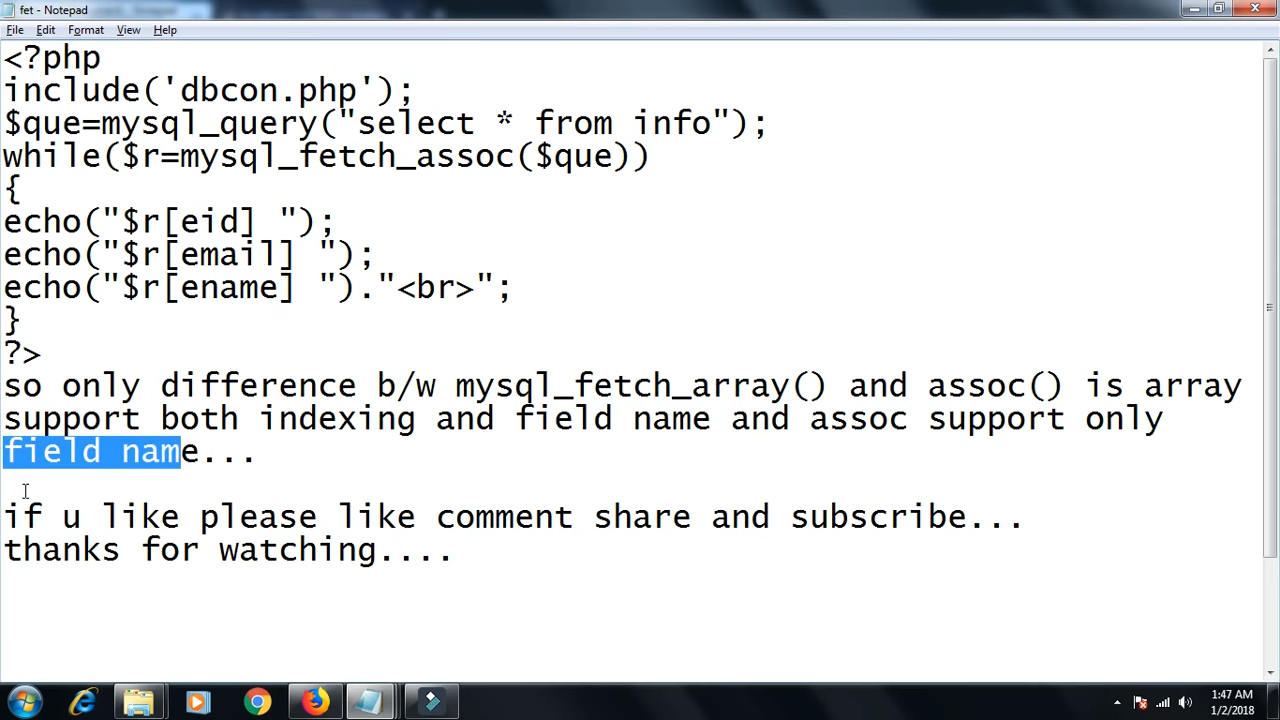 fet - Notepad
File Edit Format View Help
<?php
include('dbcon.php');
$que=mysql_query("select * from info");
while($r=mysql_fetch_assoc($que))
{
echo("$r[eid] ");
echo("$r[email] ");
echo("$r[ename] ")."<br>";
}
?>
so only difference b/w mysql_fetch_array() and assoc() is array
support both indexing and field name and assoc support only
field name...
if u like please like comment share and subscribe...
thanks for watching....
1:47 AM
1/2/2018